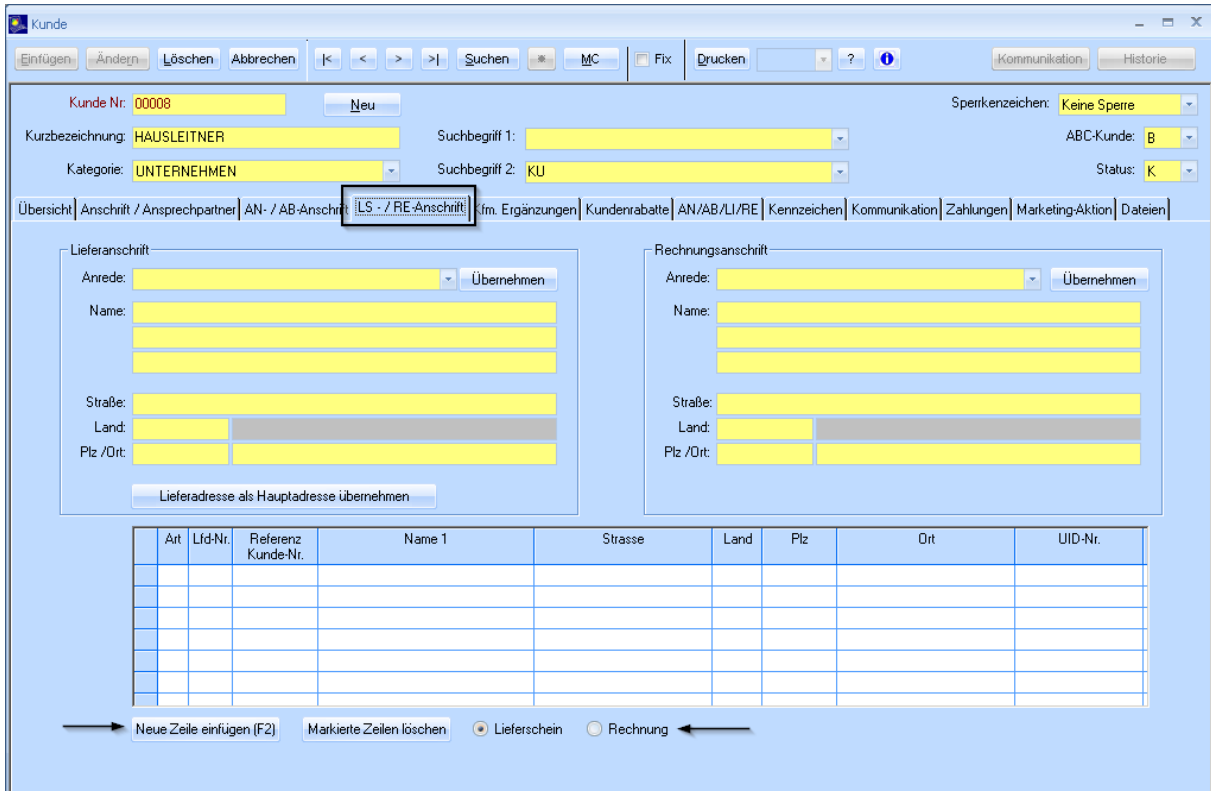 Kunde
Einfügen Ändern Löschen Abbrechen |< < > >| Suchen * MC Fix Drucken ? i Kommunikation Historie
Kunde Nr: 00008 Neu Sperrkenzeichen: Keine Sperre
Kurzbezeichnung: HAUSLEITNER Suchbegriff 1: ABC-Kunde: B
Kategorie: UNTERNEHMEN Suchbegriff 2: KU Status: K
Übersicht Anschrift / Ansprechpartner AN- / AB-Anschrift LS - / RE-Anschrift Kfm. Ergänzungen Kundenrabatte AN/AB/LI/RE Kennzeichen Kommunikation Zahlungen Marketing-Aktion Dateien
Lieferanschrift Rechnungsanschrift
Anrede: Übernehmen Anrede: Übernehmen
Name: Name:
Straße: Straße:
Land: Land:
Plz /Ort: Plz /Ort:
Lieferadresse als Hauptadresse übernehmen
Art Lfd-Nr. Referenz Name 1 Strasse Land Plz Ort UID-Nr.
Kunde-Nr.
Neue Zeile einfügen (F2) Markierte Zeilen löschen Lieferschein Rechnung